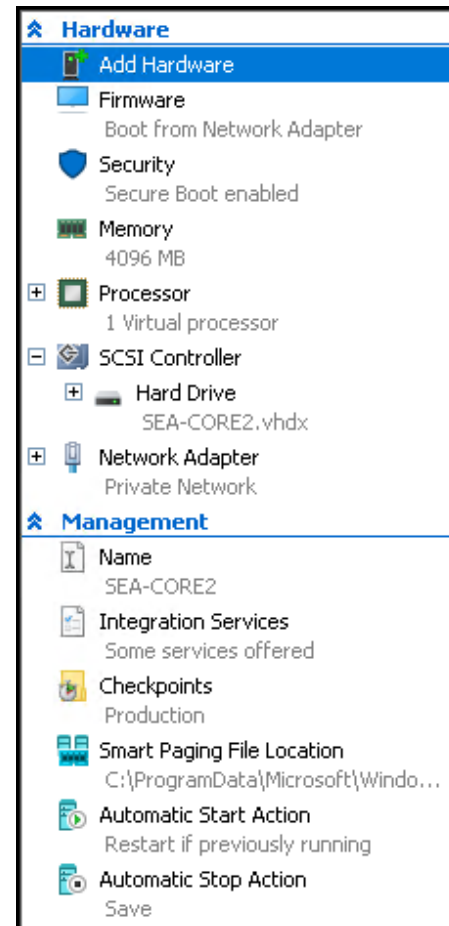 Hardware
Add Hardware
Firmware
Boot from Network Adapter
Security
Secure Boot enabled
Memory
4096 MB
Processor
1 Virtual processor
SCSI Controller
Hard Drive
SEA-CORE2.vhdx
Network Adapter
Private Network
Management
Name
SEA-CORE2
Integration Services
Some services offered
Checkpoints
Production
Smart Paging File Location
C:\ProgramData\Microsoft\Windo...
Automatic Start Action
Restart if previously running
Automatic Stop Action
Save